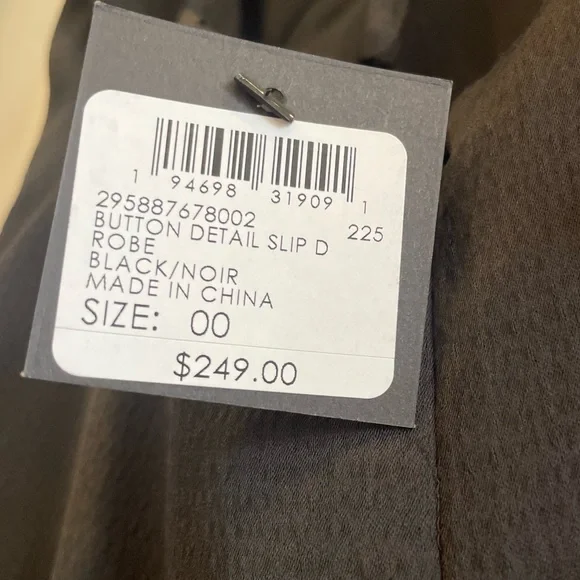 1 94698 31909 1
295887678002 225
BUTTON DETAIL SLIP D
ROBE
BLACK/NOIR
MADE IN CHINA
SIZE: 00
$249.00